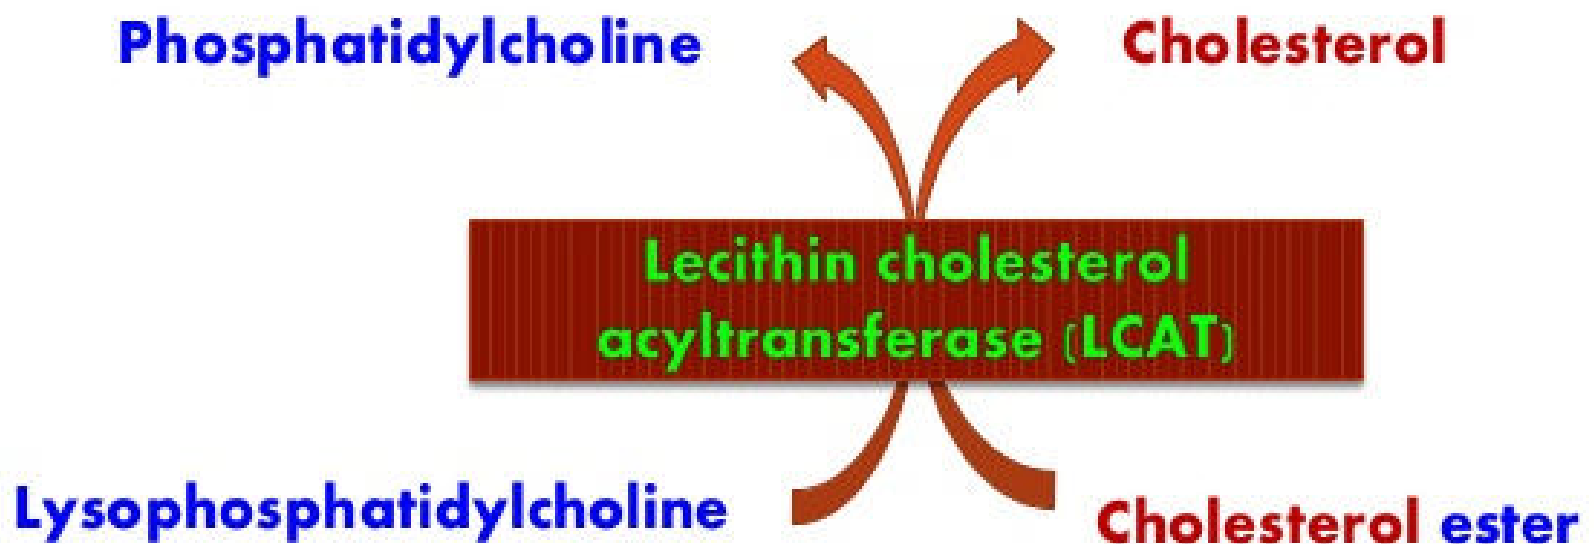 Phosphatidylcholine
Cholesterol
Lecithin cholesterol
acyltransferase (LCAT)
Lysophosphatidylcholine
Cholesterol ester